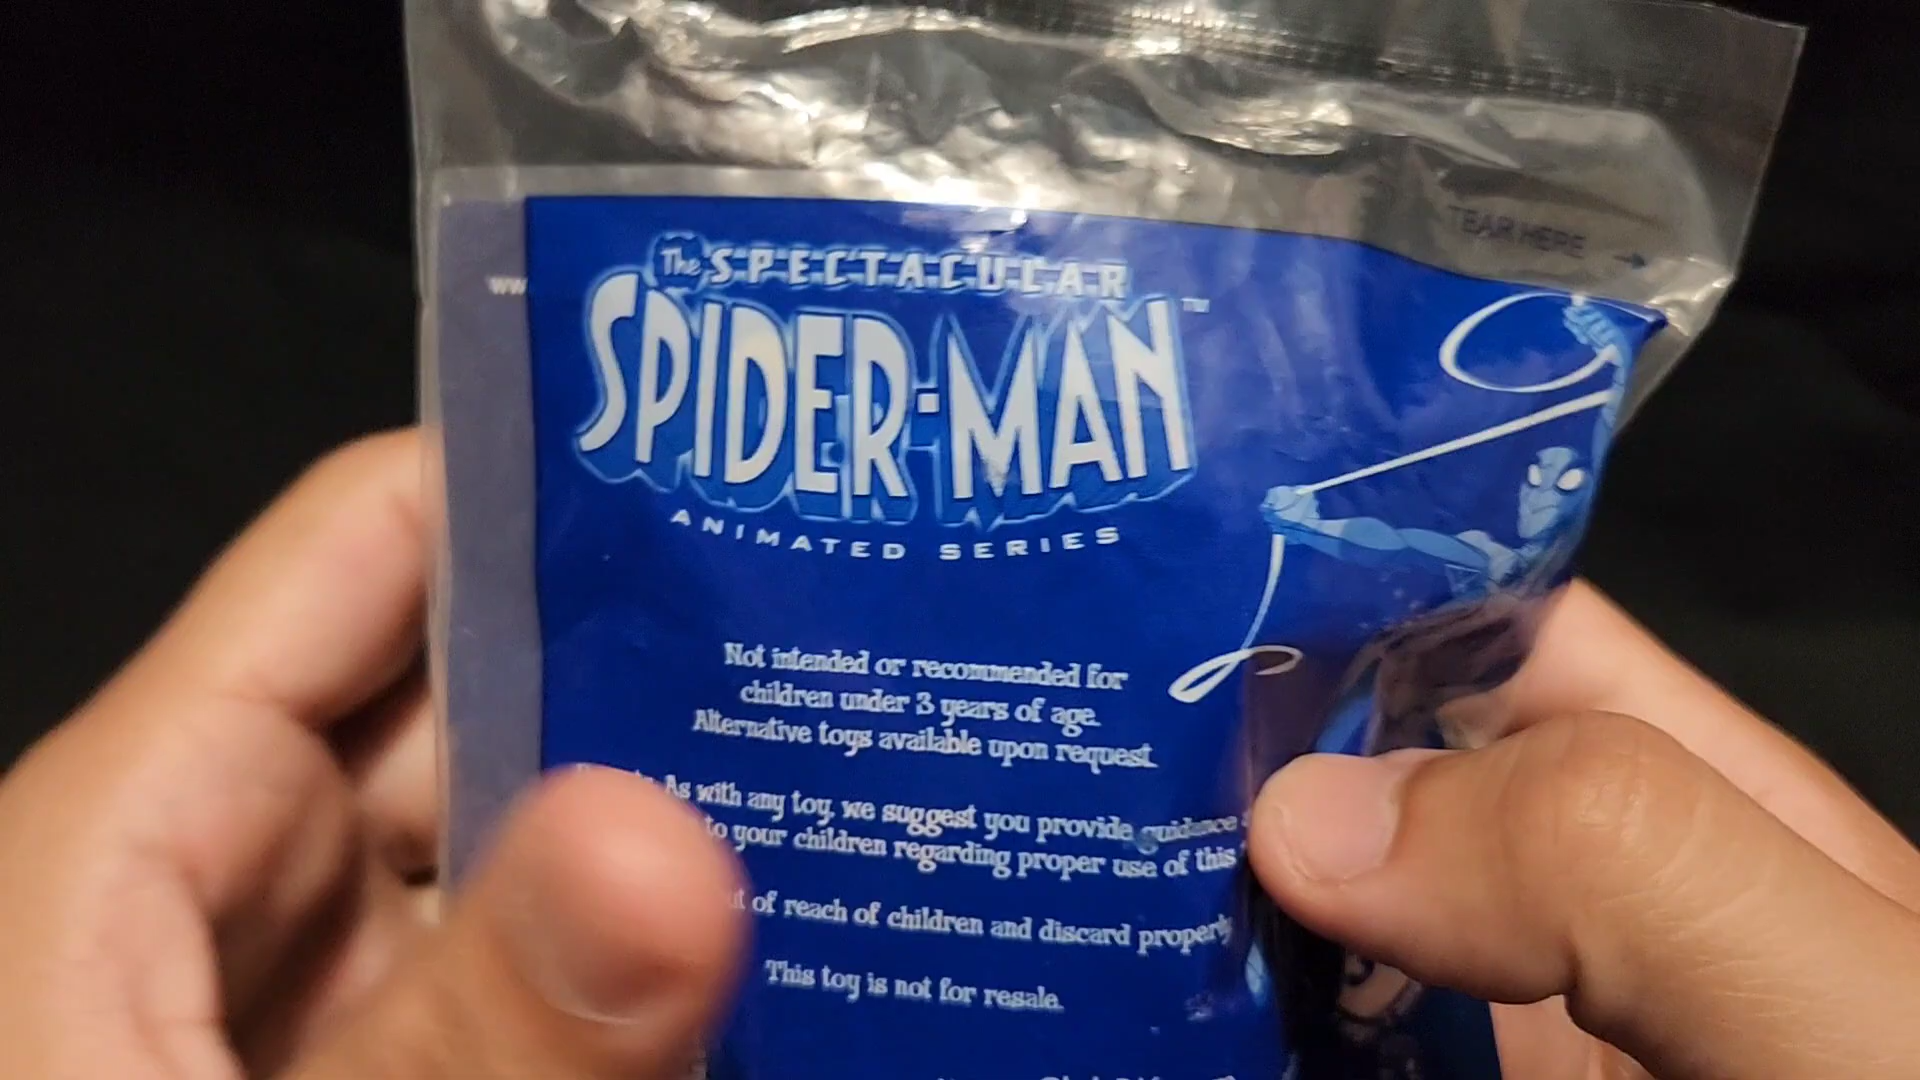 TEAR HERE →
ww
The SPECTACULAR
SPIDER-MAN™
ANIMATED SERIES
Not intended or recommended for
children under 3 years of age.
Alternative toys available upon request.
As with any toy, we suggest you provide guidance
to your children regarding proper use of this
of reach of children and discard properly
This toy is not for resale.